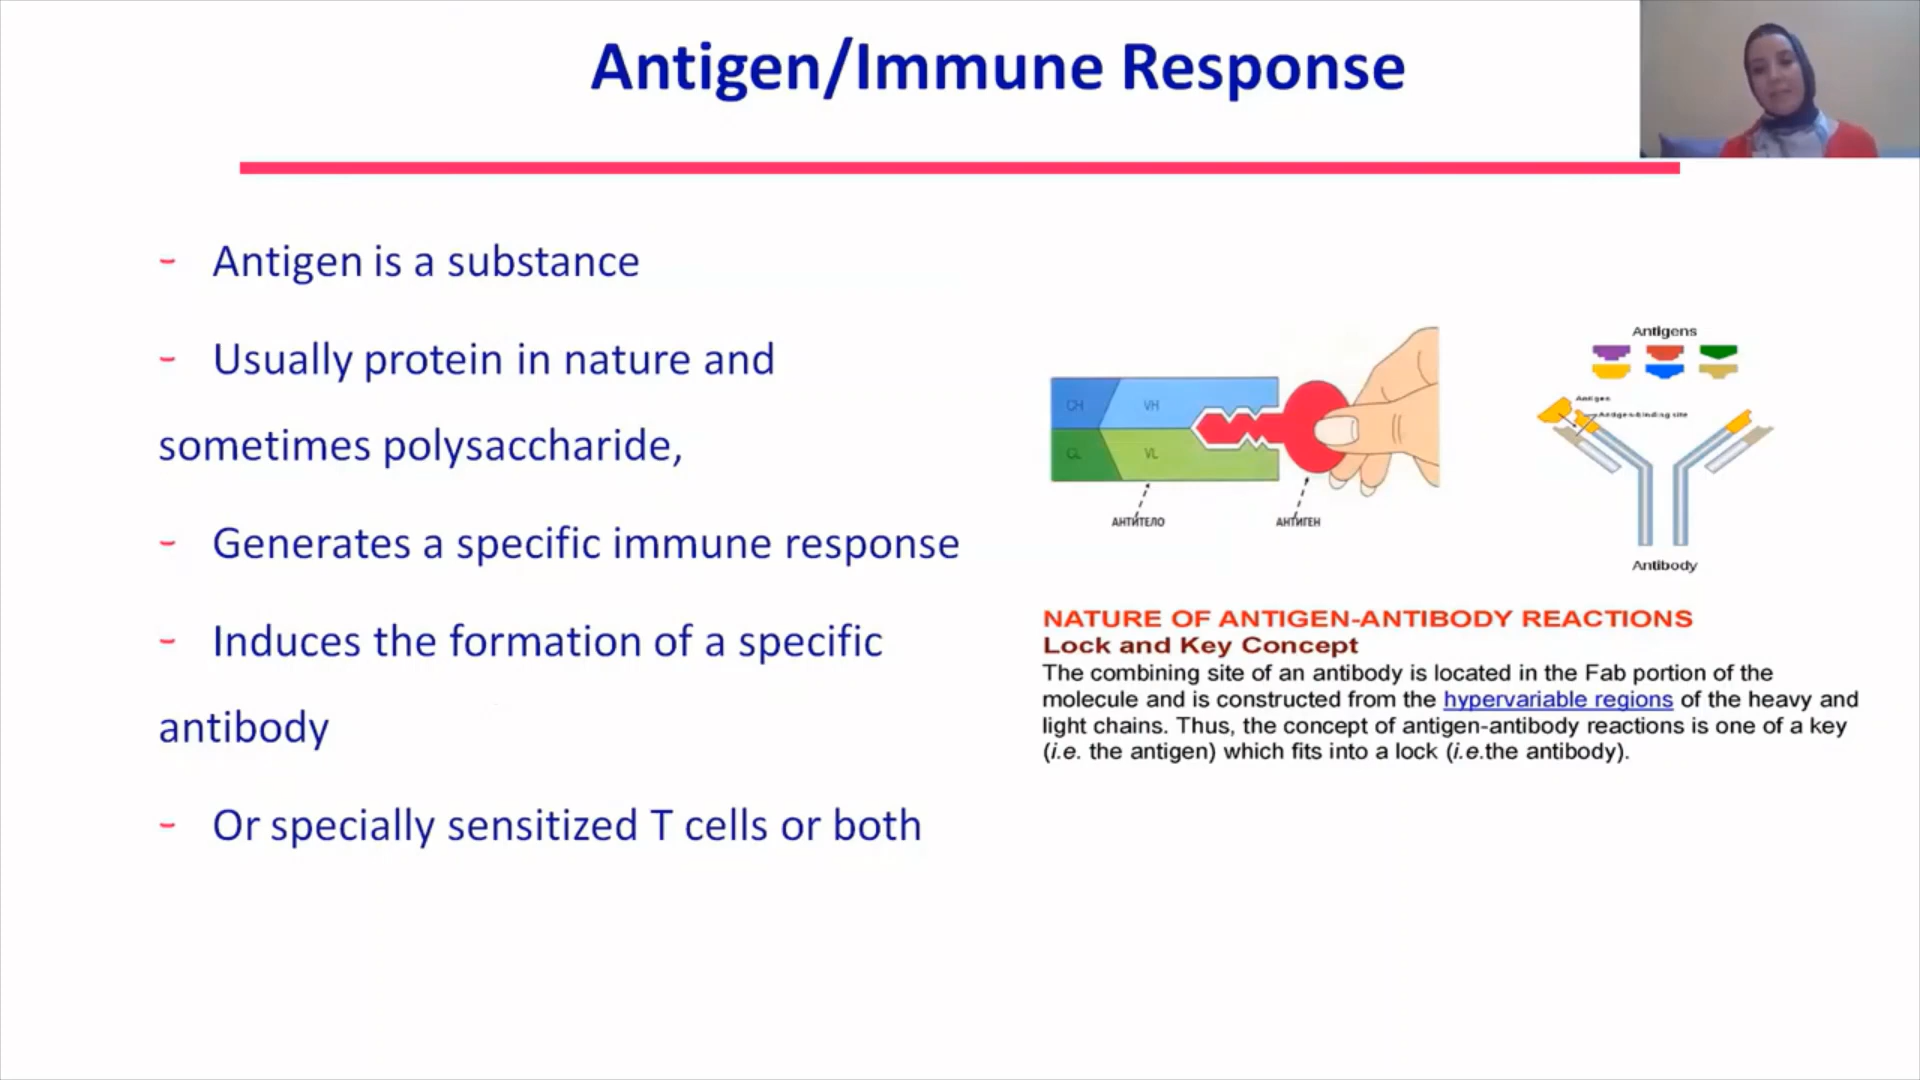 Antigen/Immune Response
- Antigen is a substance
- Usually protein in nature and
sometimes polysaccharide,
- Generates a specific immune response
- Induces the formation of a specific
antibody
- Or specially sensitized T cells or both
CH VH
CL VL
АНТИТЕЛО АНТИГЕН
Antigens
Antigen
Antigen-binding site
Antibody
NATURE OF ANTIGEN-ANTIBODY REACTIONS
Lock and Key Concept
The combining site of an antibody is located in the Fab portion of the
molecule and is constructed from the hypervariable regions of the heavy and
light chains. Thus, the concept of antigen-antibody reactions is one of a key
(i.e. the antigen) which fits into a lock (i.e.the antibody).